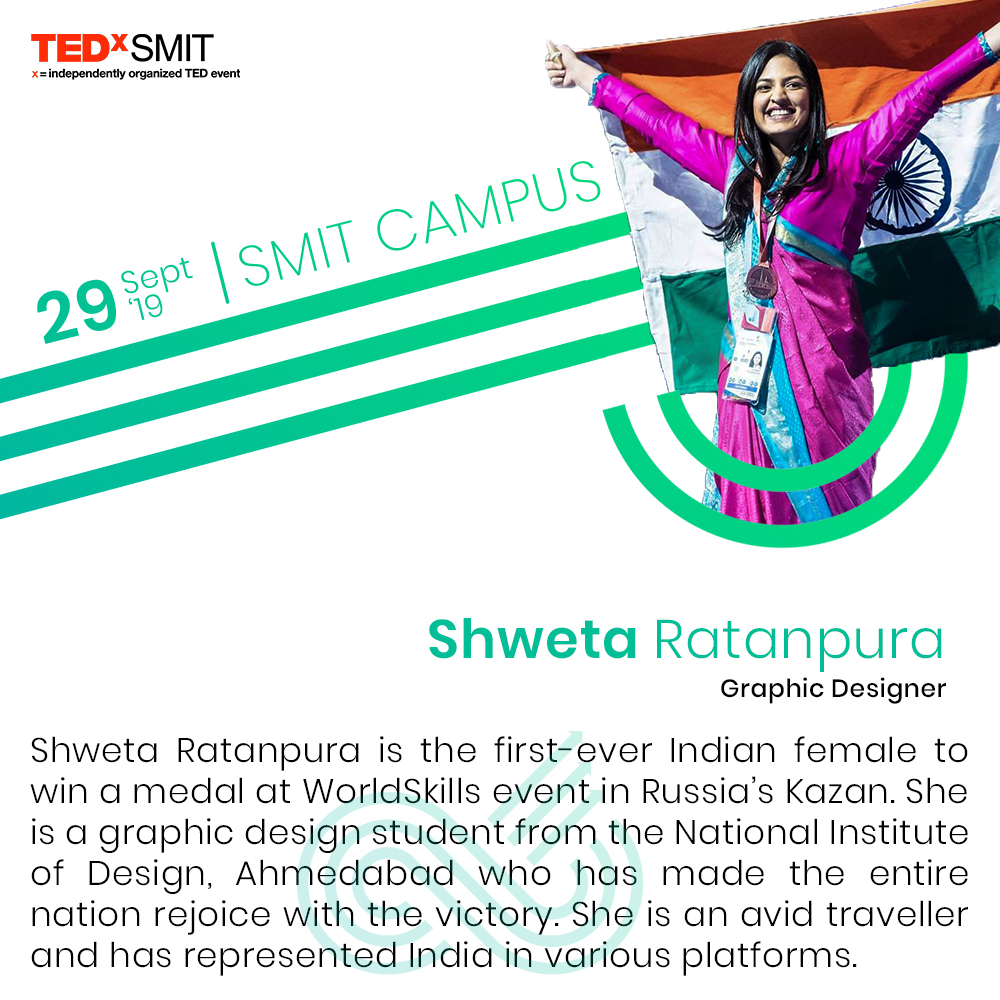 TEDxSMIT
x = independently organized TED event
29 Sept ‘19 | SMIT CAMPUS
Shweta Ratanpura
Graphic Designer
Shweta Ratanpura is the first-ever Indian female to
win a medal at WorldSkills event in Russia’s Kazan. She
is a graphic design student from the National Institute
of Design, Ahmedabad who has made the entire
nation rejoice with the victory. She is an avid traveller
and has represented India in various platforms.